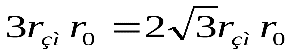 3r_{çì} r_0 = 2√3 r_{çì} r_0